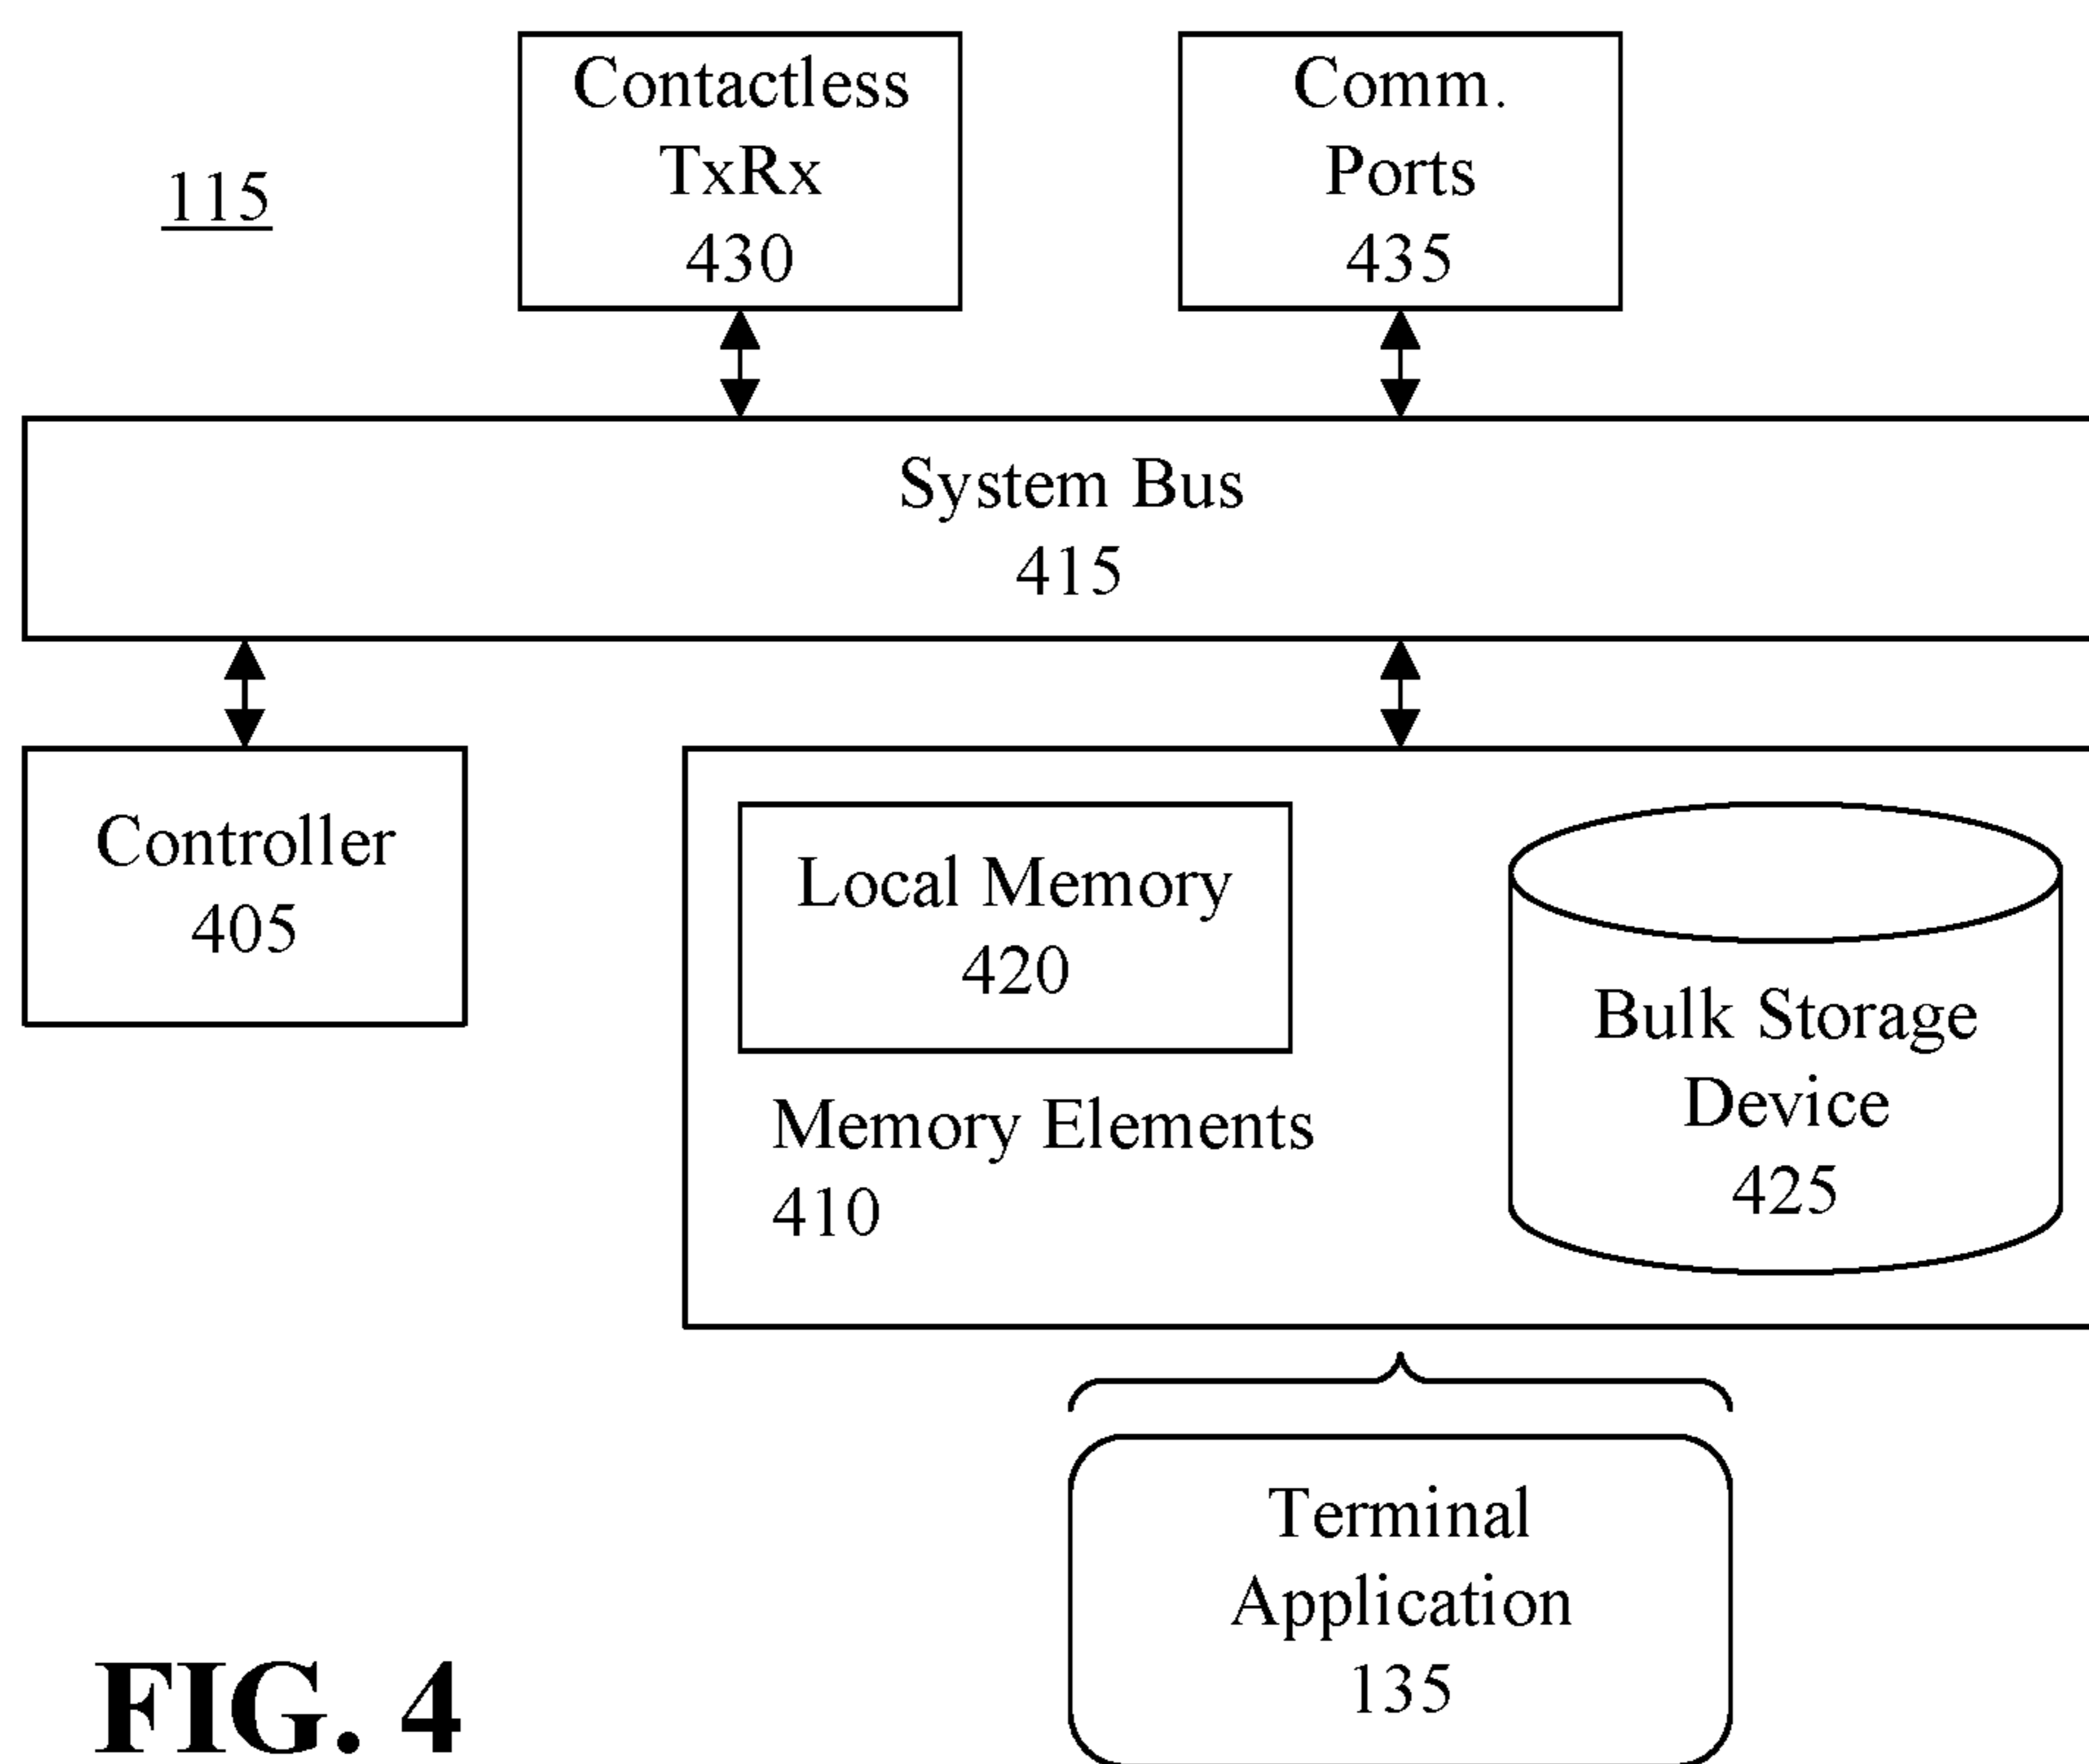 Contactless
TxRx
430
Comm.
Ports
435
115
System Bus
415
Controller
405
Local Memory
420
Memory Elements
410
Bulk Storage
Device
425
Terminal
Application
135
FIG. 4